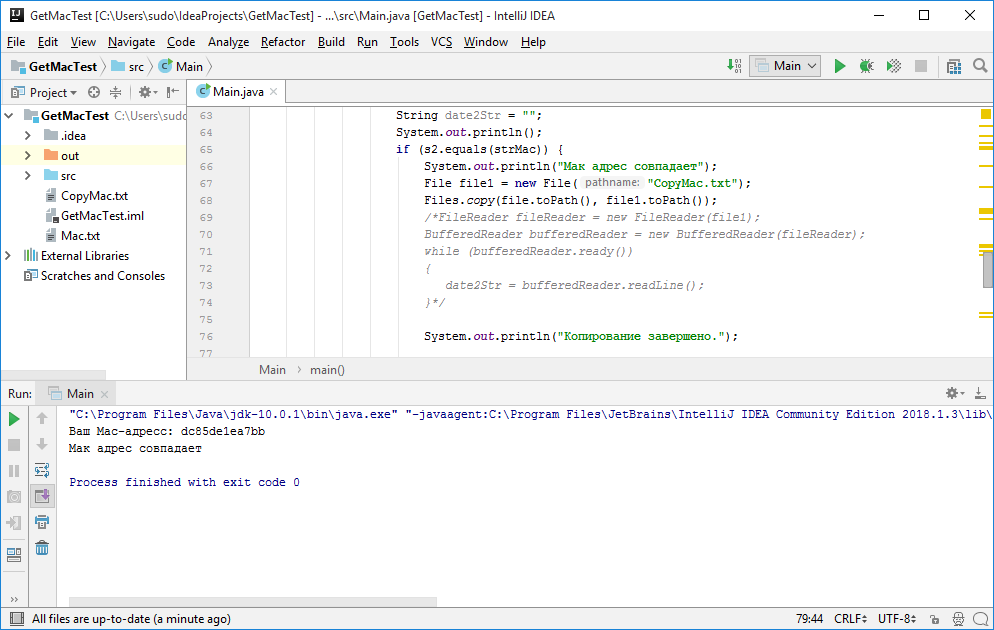 GetMacTest [C:\Users\sudo\IdeaProjects\GetMacTest] - ...\src\Main.java [GetMacTest] - IntelliJ IDEA
File Edit View Navigate Code Analyze Refactor Build Run Tools VCS Window Help
GetMacTest src Main Main
Project Main.java
GetMacTest C:\Users\sudo
.idea
out
src
CopyMac.txt
GetMacTest.iml
Mac.txt
External Libraries
Scratches and Consoles
63 String date2Str = "";
64 System.out.println();
65 if (s2.equals(strMac)) {
66 System.out.println("Мак адрес совпадает");
67 File file1 = new File( pathname: "CopyMac.txt");
68 Files.copy(file.toPath(), file1.toPath());
69 /*FileReader fileReader = new FileReader(file1);
70 BufferedReader bufferedReader = new BufferedReader(fileReader);
71 while (bufferedReader.ready())
72 {
73 date2Str = bufferedReader.readLine();
74 }*/
75
76 System.out.println("Копирование завершено.");
77
Main main()
Run: Main
"C:\Program Files\Java\jdk-10.0.1\bin\java.exe" "-javaagent:C:\Program Files\JetBrains\IntelliJ IDEA Community Edition 2018.1.3\lib\
Ваш Mac-адресс: dc85de1ea7bb
Мак адрес совпадает
Process finished with exit code 0
All files are up-to-date (a minute ago) 79:44 CRLF UTF-8